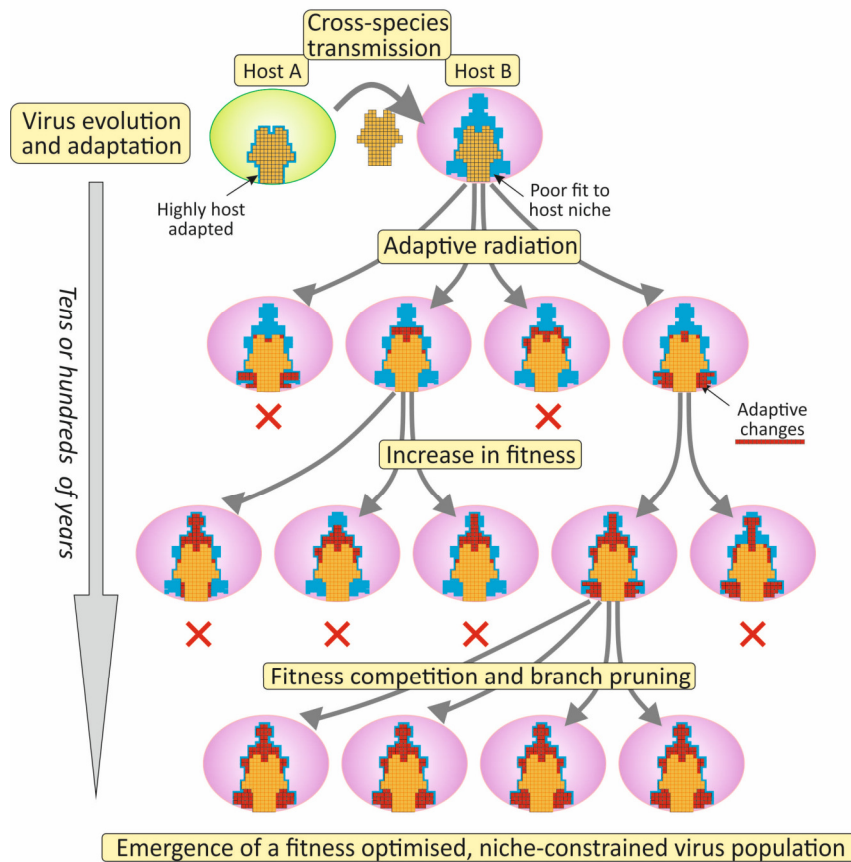 Cross-species
transmission
Host A
Host B
Virus evolution
and adaptation
Highly host
adapted
Poor fit to
host niche
Adaptive radiation
Tens or hundreds of years
Adaptive
changes
Increase in fitness
Fitness competition and branch pruning
Emergence of a fitness optimised, niche-constrained virus population